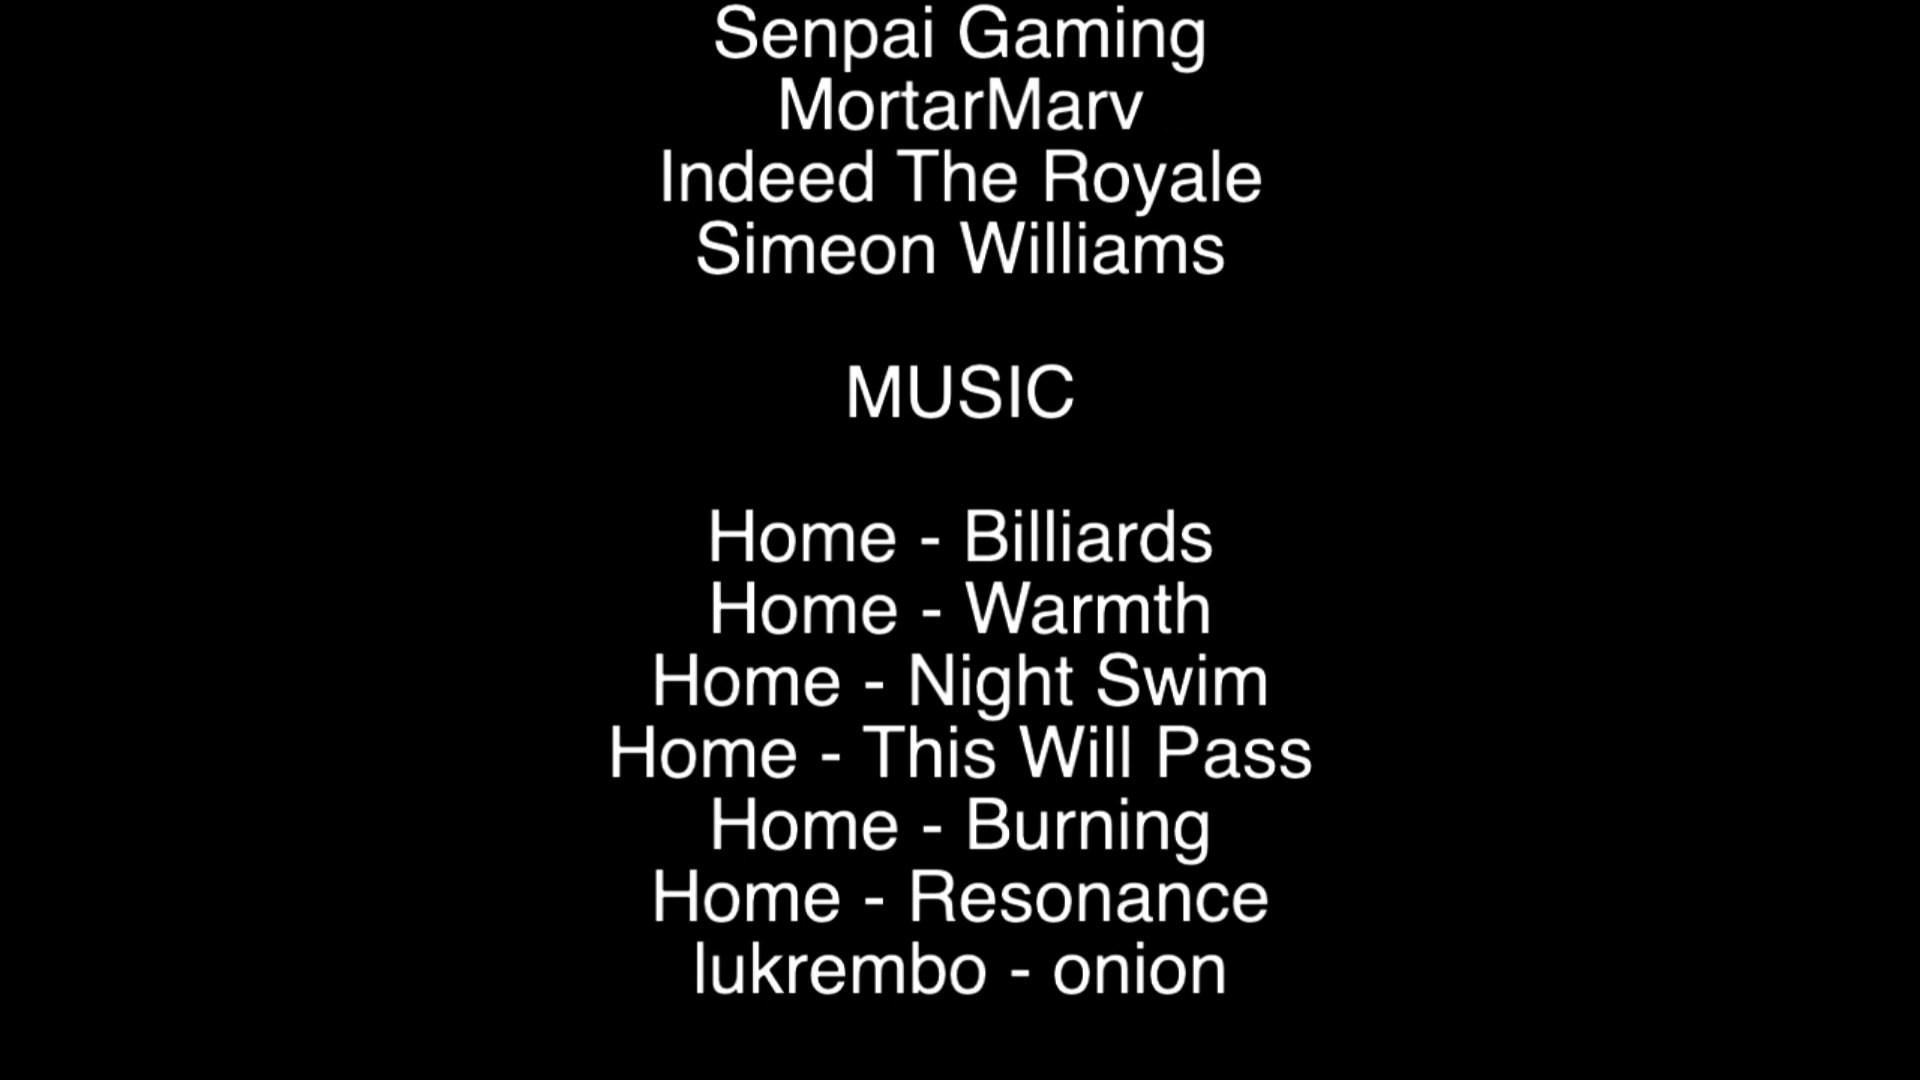 Senpai Gaming
MortarMarv
Indeed The Royale
Simeon Williams
MUSIC
Home - Billiards
Home - Warmth
Home - Night Swim
Home - This Will Pass
Home - Burning
Home - Resonance
lukrembo - onion